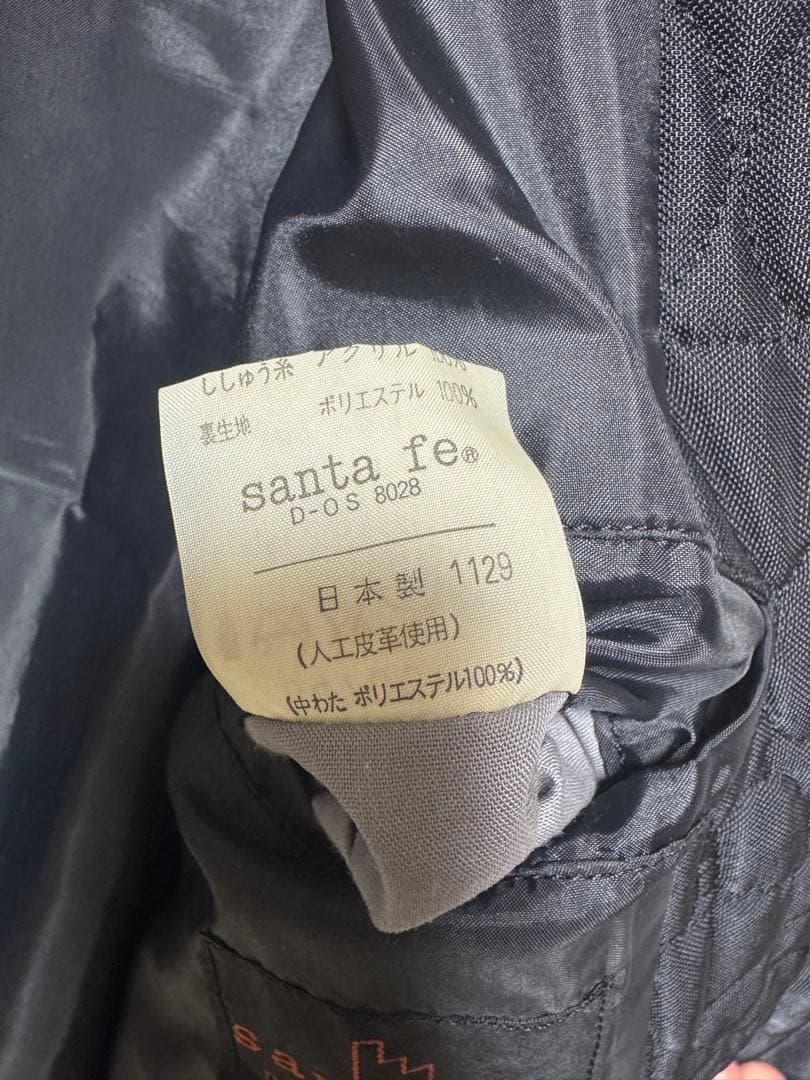 ししゅう糸 アクリル 100%
裏生地 ポリエステル 100%
santa fe®
D-OS 8028
日本製 1129
(人工皮革使用)
(中わた ポリエステル100%)